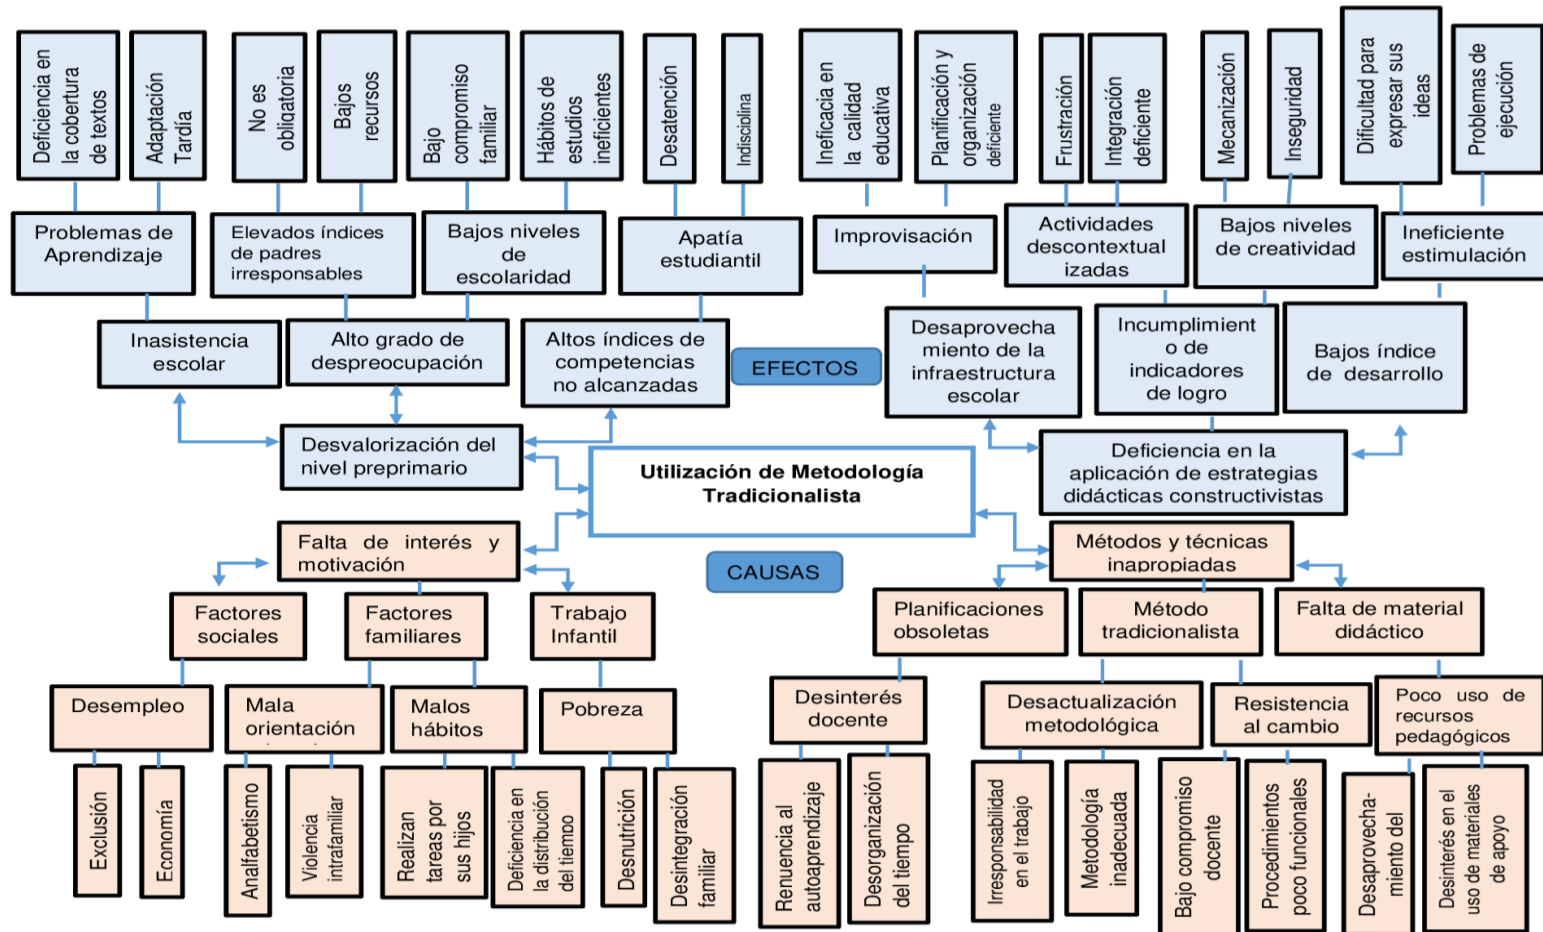 Deficiencia en
la cobertura
de textos
Adaptación
Tardía
No es
obligatoria
Bajos
recursos
Bajo
compromiso
familiar
Hábitos de
estudios
ineficientes
Desatención
Indisciplina
Ineficacia en
la calidad
educativa
Planificación y
organización
deficiente
Frustración
Integración
deficiente
Mecanización
Inseguridad
Dificultad para
expresar sus
ideas
Problemas de
ejecución
Problemas de
Aprendizaje
Elevados índices
de padres
irresponsables
Bajos niveles
de
escolaridad
Apatía
estudiantil
Improvisación
Actividades
descontextual
izadas
Bajos niveles
de creatividad
Ineficiente
estimulación
Inasistencia
escolar
Alto grado de
despreocupación
Altos índices de
competencias
no alcanzadas
EFECTOS
Desaprovecha
miento de la
infraestructura
escolar
Incumplimient
o de
indicadores
de logro
Bajos índice
de desarrollo
Desvalorización del
nivel preprimario
Utilización de Metodología
Tradicionalista
Deficiencia en la
aplicación de estrategias
didácticas constructivistas
Falta de interés y
motivación
CAUSAS
Métodos y técnicas
inapropiadas
Factores
sociales
Factores
familiares
Trabajo
Infantil
Planificaciones
obsoletas
Método
tradicionalista
Falta de material
didáctico
Desempleo
Mala
orientación
Malos
hábitos
Pobreza
Desinterés
docente
Desactualización
metodológica
Resistencia
al cambio
Poco uso de
recursos
pedagógicos
Exclusión
Economía
Analfabetismo
Violencia
intrafamiliar
Realizan
tareas por
sus hijos
Deficiencia en
la distribución
del tiempo
Desnutrición
Desintegración
familiar
Renuencia al
autoaprendizaje
Desorganización
del tiempo
Irresponsabilidad
en el trabajo
Metodología
inadecuada
Bajo compromiso
docente
Procedimientos
poco funcionales
Desaprovecha-
miento del
Desinterés en el
uso de materiales
de apoyo